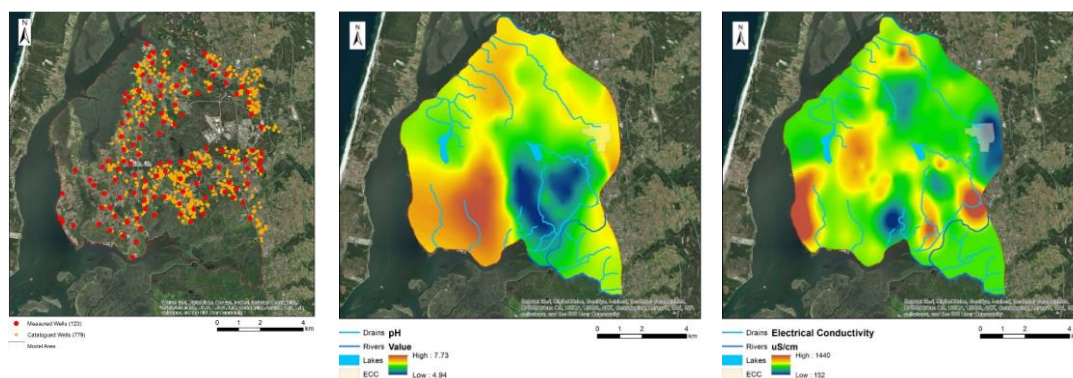 N
0 1 2 4
km
Measured Wells (123)
Catalogued Wells (779)
Model Area
N
0 1 2 4
km
Drains pH
Rivers Value
Lakes High : 7.73
ECC Low : 4.94
N
0 1 2 4
km
Drains Electrical Conductivity
Rivers uS/cm
Lakes High : 1440
ECC Low : 152